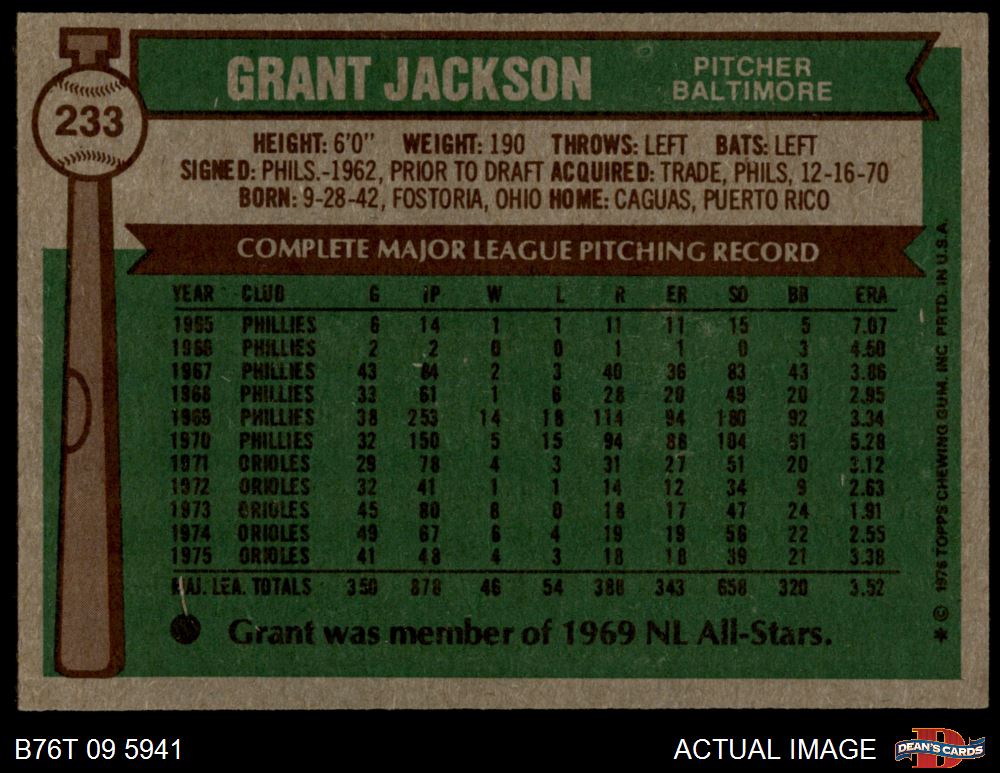 GRANT JACKSON
PITCHER
BALTIMORE
233
HEIGHT: 6'0" WEIGHT: 190 THROWS: LEFT BATS: LEFT
SIGNED: PHILS.-1962, PRIOR TO DRAFT ACQUIRED: TRADE, PHILS, 12-16-70
BORN: 9-28-42, FOSTORIA, OHIO HOME: CAGUAS, PUERTO RICO
COMPLETE MAJOR LEAGUE PITCHING RECORD
YEAR CLUB G IP W L R ER SO BB ERA
1965 PHILLIES 6 14 1 1 11 11 15 5 7.07
1966 PHILLIES 2 2 0 0 1 1 0 3 4.50
1967 PHILLIES 43 84 2 3 40 36 83 43 3.86
1968 PHILLIES 33 61 1 6 28 20 49 20 2.95
1969 PHILLIES 38 253 14 18 114 94 180 92 3.34
1970 PHILLIES 32 150 5 15 94 88 104 61 5.28
1971 ORIOLES 29 78 4 3 31 27 51 20 3.12
1972 ORIOLES 32 41 1 1 14 12 34 9 2.63
1973 ORIOLES 45 80 8 0 18 17 47 24 1.91
1974 ORIOLES 49 67 6 4 19 19 56 22 2.55
1975 ORIOLES 41 48 4 3 18 18 39 21 3.38
MAJ. LEA. TOTALS 350 878 46 54 388 343 658 320 3.52
Grant was member of 1969 NL All-Stars.
* © 1976 TOPPS CHEWING GUM, INC. PRTD. IN U.S.A.
B76T 09 5941
ACTUAL IMAGE
DEAN'S CARDS